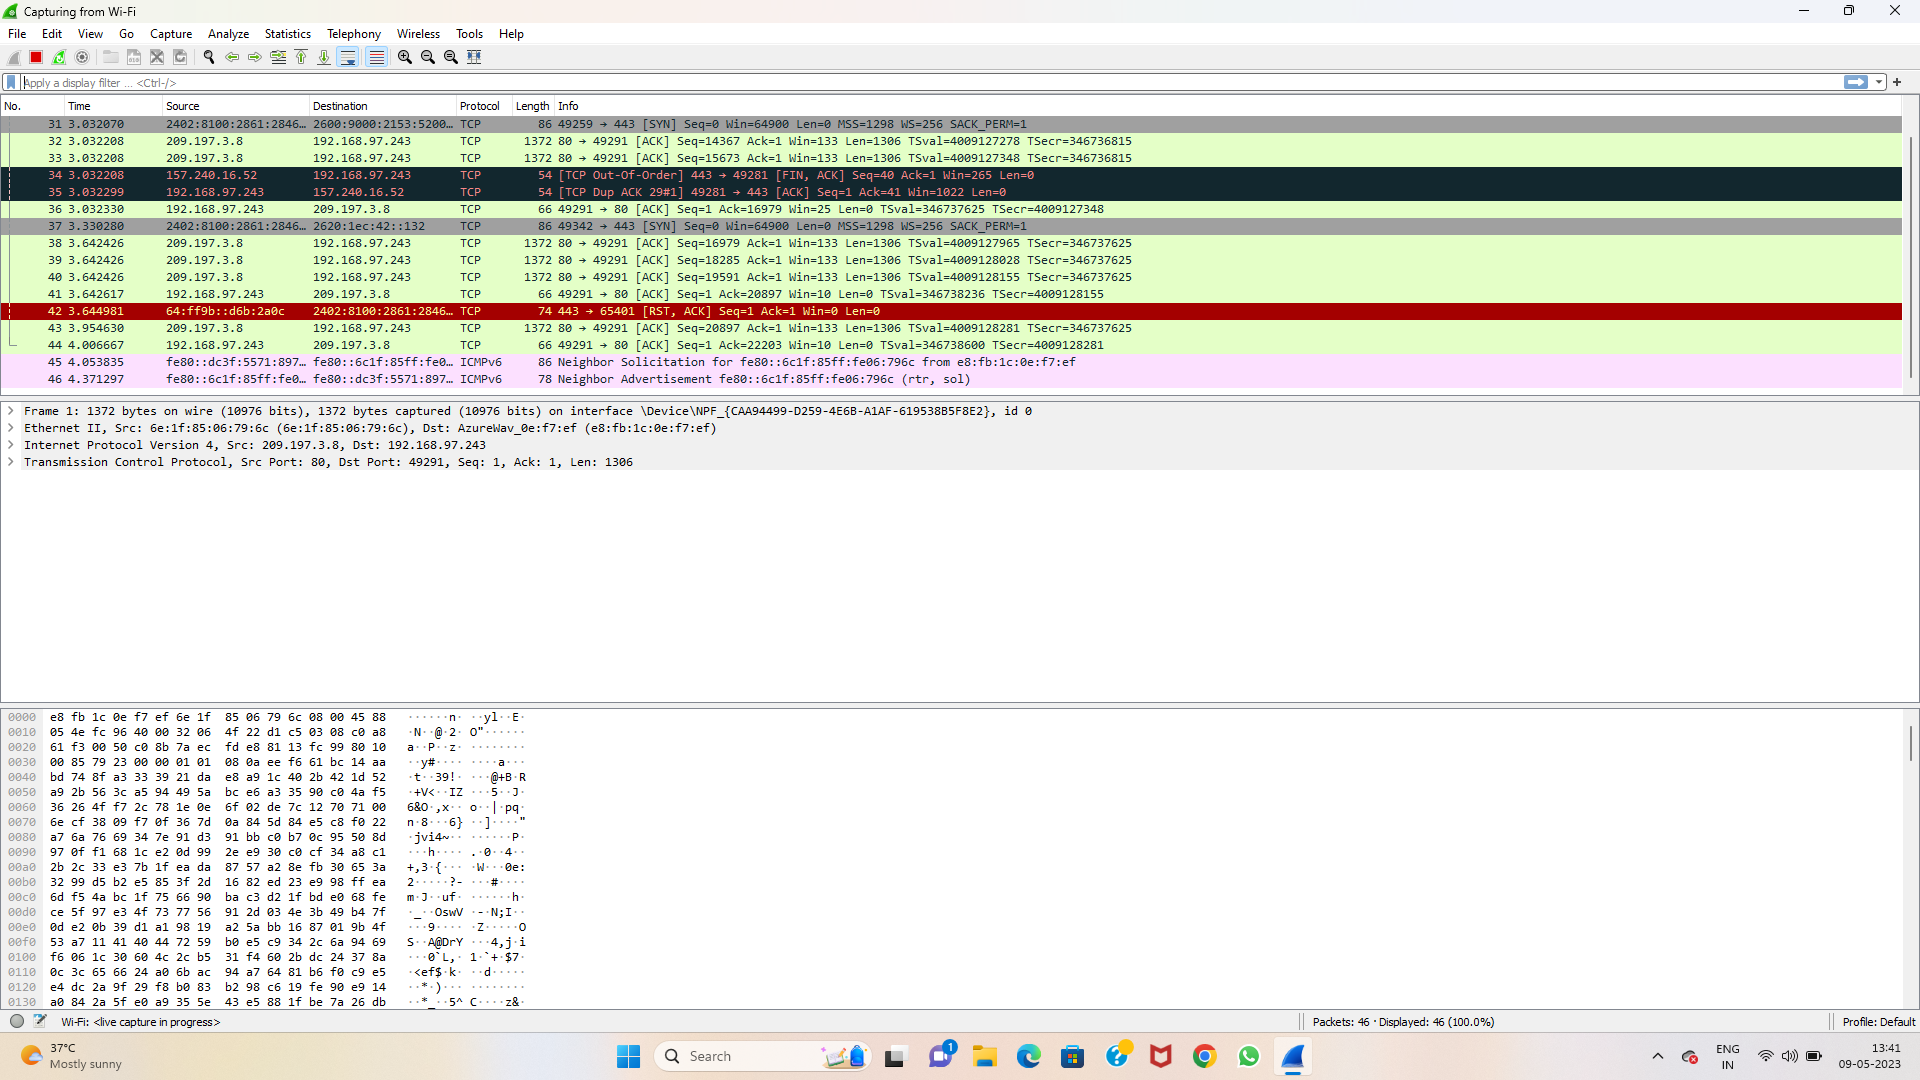 Capturing from Wi-Fi
File Edit View Go Capture Analyze Statistics Telephony Wireless Tools Help
Apply a display filter ... <Ctrl-/>
No. Time Source Destination Protocol Length Info
31 3.032070 2402:8100:2861:2846… 2600:9000:2153:5200… TCP 86 49259 → 443 [SYN] Seq=0 Win=64900 Len=0 MSS=1298 WS=256 SACK_PERM=1
32 3.032208 209.197.3.8 192.168.97.243 TCP 1372 80 → 49291 [ACK] Seq=14367 Ack=1 Win=133 Len=1306 TSval=4009127278 TSecr=346736815
33 3.032208 209.197.3.8 192.168.97.243 TCP 1372 80 → 49291 [ACK] Seq=15673 Ack=1 Win=133 Len=1306 TSval=4009127348 TSecr=346736815
34 3.032208 157.240.16.52 192.168.97.243 TCP 54 [TCP Out-Of-Order] 443 → 49281 [FIN, ACK] Seq=40 Ack=1 Win=265 Len=0
35 3.032299 192.168.97.243 157.240.16.52 TCP 54 [TCP Dup ACK 29#1] 49281 → 443 [ACK] Seq=1 Ack=41 Win=1022 Len=0
36 3.032330 192.168.97.243 209.197.3.8 TCP 66 49291 → 80 [ACK] Seq=1 Ack=16979 Win=25 Len=0 TSval=346737625 TSecr=4009127348
37 3.330280 2402:8100:2861:2846… 2620:1ec:42::132 TCP 86 49342 → 443 [SYN] Seq=0 Win=64900 Len=0 MSS=1298 WS=256 SACK_PERM=1
38 3.642426 209.197.3.8 192.168.97.243 TCP 1372 80 → 49291 [ACK] Seq=16979 Ack=1 Win=133 Len=1306 TSval=4009127965 TSecr=346737625
39 3.642426 209.197.3.8 192.168.97.243 TCP 1372 80 → 49291 [ACK] Seq=18285 Ack=1 Win=133 Len=1306 TSval=4009128028 TSecr=346737625
40 3.642426 209.197.3.8 192.168.97.243 TCP 1372 80 → 49291 [ACK] Seq=19591 Ack=1 Win=133 Len=1306 TSval=4009128155 TSecr=346737625
41 3.642617 192.168.97.243 209.197.3.8 TCP 66 49291 → 80 [ACK] Seq=1 Ack=20897 Win=10 Len=0 TSval=346738236 TSecr=4009128155
42 3.644981 64:ff9b::d6b:2a0c 2402:8100:2861:2846… TCP 74 443 → 65401 [RST, ACK] Seq=1 Ack=1 Win=0 Len=0
43 3.954630 209.197.3.8 192.168.97.243 TCP 1372 80 → 49291 [ACK] Seq=20897 Ack=1 Win=133 Len=1306 TSval=4009128281 TSecr=346737625
44 4.006667 192.168.97.243 209.197.3.8 TCP 66 49291 → 80 [ACK] Seq=1 Ack=22203 Win=10 Len=0 TSval=346738600 TSecr=4009128281
45 4.053835 fe80::dc3f:5571:897… fe80::6c1f:85ff:fe0… ICMPv6 86 Neighbor Solicitation for fe80::6c1f:85ff:fe06:796c from e8:fb:1c:0e:f7:ef
46 4.371297 fe80::6c1f:85ff:fe0… fe80::dc3f:5571:897… ICMPv6 78 Neighbor Advertisement fe80::6c1f:85ff:fe06:796c (rtr, sol)
Frame 1: 1372 bytes on wire (10976 bits), 1372 bytes captured (10976 bits) on interface \Device\NPF_{CAA94499-D259-4E6B-A1AF-619538B5F8E2}, id 0
Ethernet II, Src: 6e:1f:85:06:79:6c (6e:1f:85:06:79:6c), Dst: AzureWav_0e:f7:ef (e8:fb:1c:0e:f7:ef)
Internet Protocol Version 4, Src: 209.197.3.8, Dst: 192.168.97.243
Transmission Control Protocol, Src Port: 80, Dst Port: 49291, Seq: 1, Ack: 1, Len: 1306
0000 e8 fb 1c 0e f7 ef 6e 1f 85 06 79 6c 08 00 45 88 ······n· ··yl··E·
0010 05 4e fc 96 40 00 32 06 4f 22 d1 c5 03 08 c0 a8 ·N··@·2· O"······
0020 61 f3 00 50 c0 8b 7a ec fd e8 81 13 fc 99 80 10 a··P··z· ········
0030 00 85 79 23 00 00 01 01 08 0a ee f6 61 bc 14 aa ··y#···· ····a···
0040 bd 74 8f a3 33 39 21 da e8 a9 1c 40 2b 42 1d 52 ·t··39!· ···@+B·R
0050 a9 2b 56 3c a5 94 49 5a bc e6 a3 35 90 c0 4a f5 ·+V<··IZ ···5··J·
0060 36 26 4f f7 2c 78 1e 0e 6f 02 de 7c 12 70 71 00 6&O·,x·· o··|·pq·
0070 6e cf 38 09 f7 0f 36 7d 0a 84 5d 84 e5 c8 f0 22 n·8···6} ··]····"
0080 a7 6a 76 69 34 7e 91 d3 91 bb c0 b7 0c 95 50 8d ·jvi4~·· ······P·
0090 97 0f f1 68 1c e2 0d 99 2e e9 30 c0 cf 34 a8 c1 ···h···· .·0··4··
00a0 2b 2c 33 e3 7b 1f ea da 87 57 a2 8e fb 30 65 3a +,3·{··· ·W···0e:
00b0 32 99 d5 b2 e5 85 3f 2d 16 82 ed 23 e9 98 ff ea 2·····?- ···#····
00c0 6d f5 4a bc 1f 75 66 90 ba c3 d2 1f bd e0 68 fe m·J··uf· ······h·
00d0 ce 5f 97 e3 4f 73 77 56 91 2d 03 4e 3b 49 b4 7f ·_··OswV ·-·N;I··
00e0 0d e2 0b 39 d1 a1 98 19 a2 5a bb 16 87 01 9b 4f ···9···· ·Z·····O
00f0 53 a7 11 41 40 44 72 59 b0 e5 c9 34 2c 6a 94 69 S··A@DrY ···4,j·i
0100 f6 06 1c 30 60 4c 2c b5 31 f4 60 2b dc 24 37 8a ···0`L,· 1·`+·$7·
0110 0c 3c 65 66 24 a0 6b ac 94 a7 64 81 b6 f0 c9 e5 ·<ef$·k· ··d·····
0120 e4 dc 2a 9f 29 f8 b0 83 b2 98 c6 19 fe 90 e9 14 ··*·)··· ········
0130 a0 84 2a 5f e0 a9 35 5e 43 e5 88 1f be 7a 26 db ··*_··5^ C····z&·
Wi-Fi: <live capture in progress> Packets: 46 · Displayed: 46 (100.0%) Profile: Default
37°C
Mostly sunny
Search
1
ENG
IN
13:41
09-05-2023